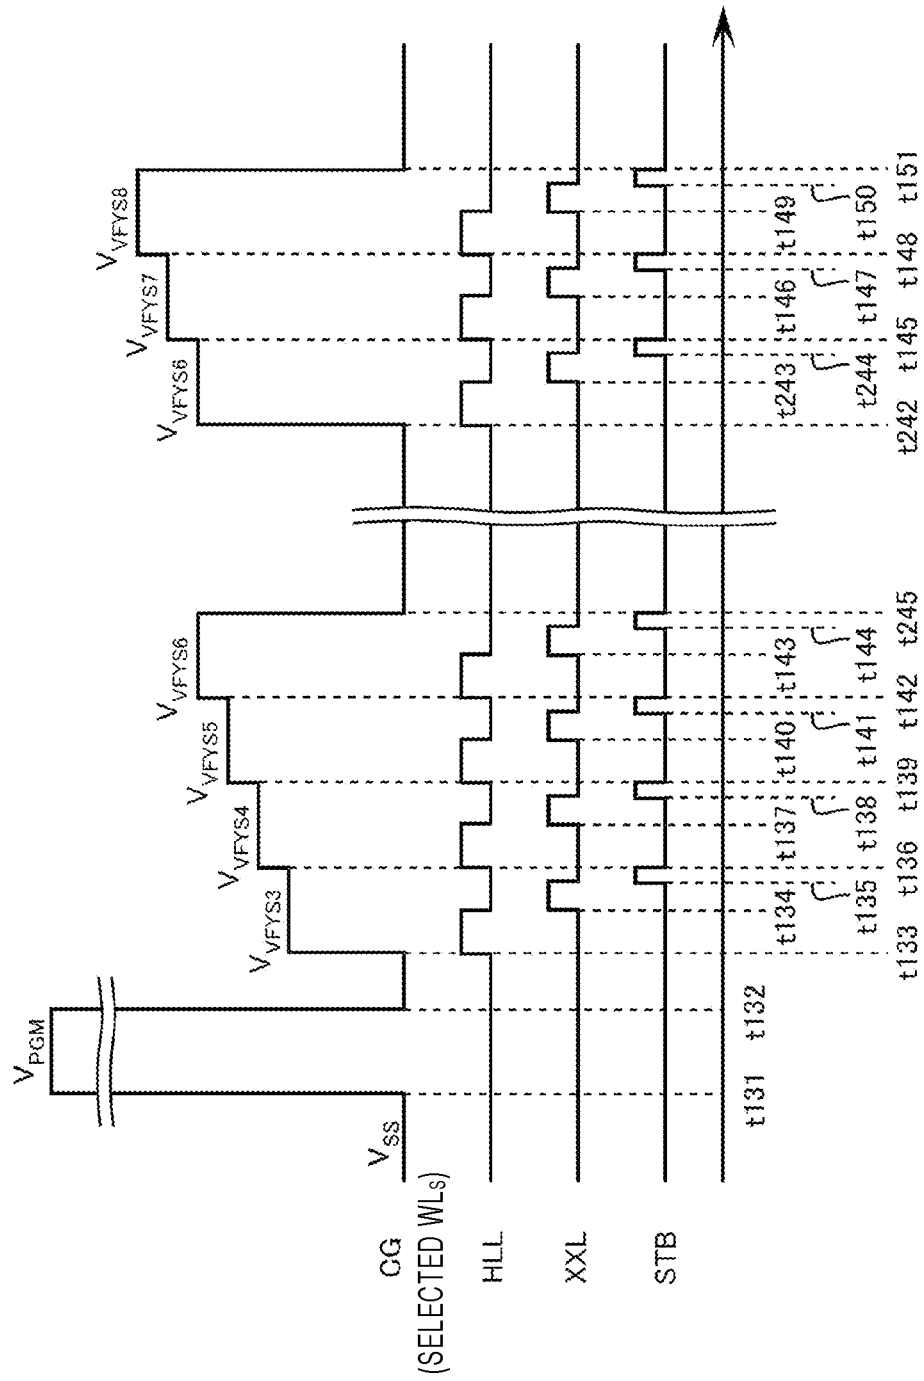 V_PGM
V_SS
V_VFYS3
V_VFYS4
V_VFYS5
V_VFYS6
V_VFYS6
V_VFYS7
V_VFYS8
CG
(SELECTED WLs)
HLL
XXL
STB
t131
t132
t133
t134
t135
t136
t137
t138
t139
t140
t141
t142
t143
t144
t245
t242
t243
t244
t145
t146
t147
t148
t149
t150
t151